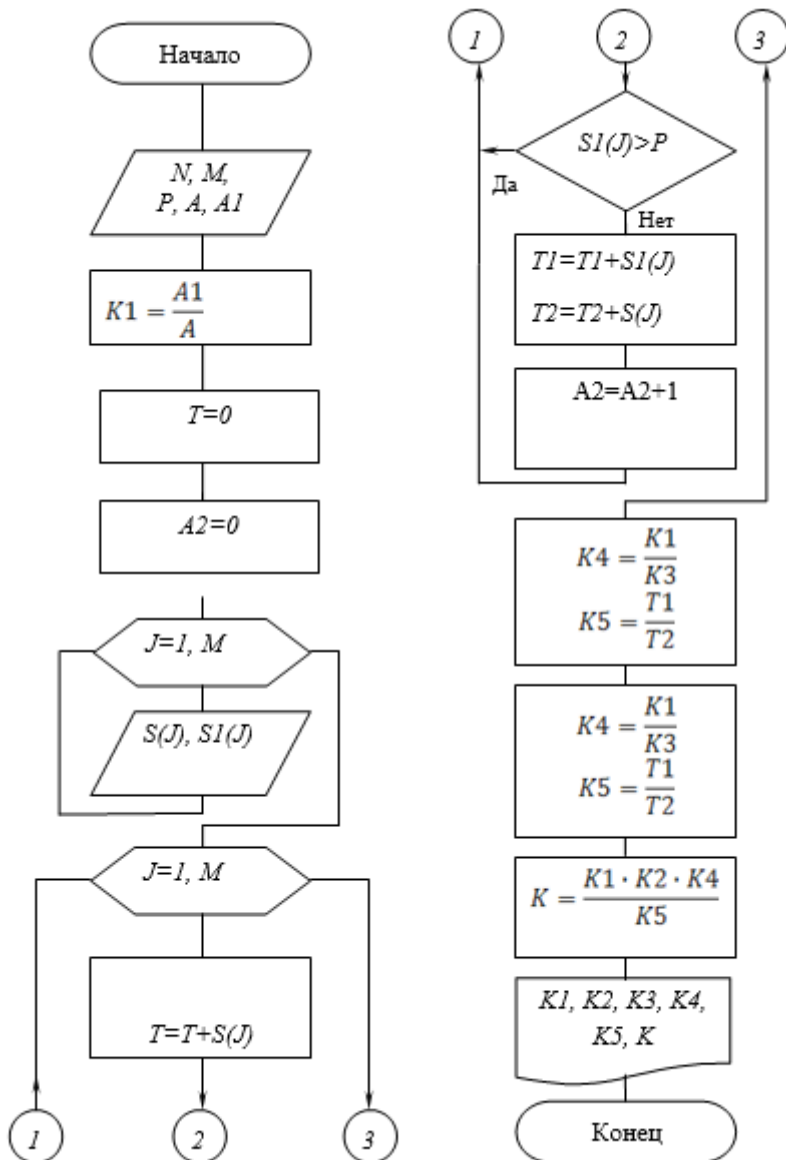 Начало
N, M,
P, A, A1
K1 = A1/A
T=0
A2=0
J=1, M
S(J), S1(J)
J=1, M
T=T+S(J)
1
2
3
1
2
3
S1(J)>P
Да
Нет
T1=T1+S1(J)
T2=T2+S(J)
A2=A2+1
K4 = K1/K3
K5 = T1/T2
K4 = K1/K3
K5 = T1/T2
K = K1 · K2 · K4/K5
K1, K2, K3, K4,
K5, K
Конец